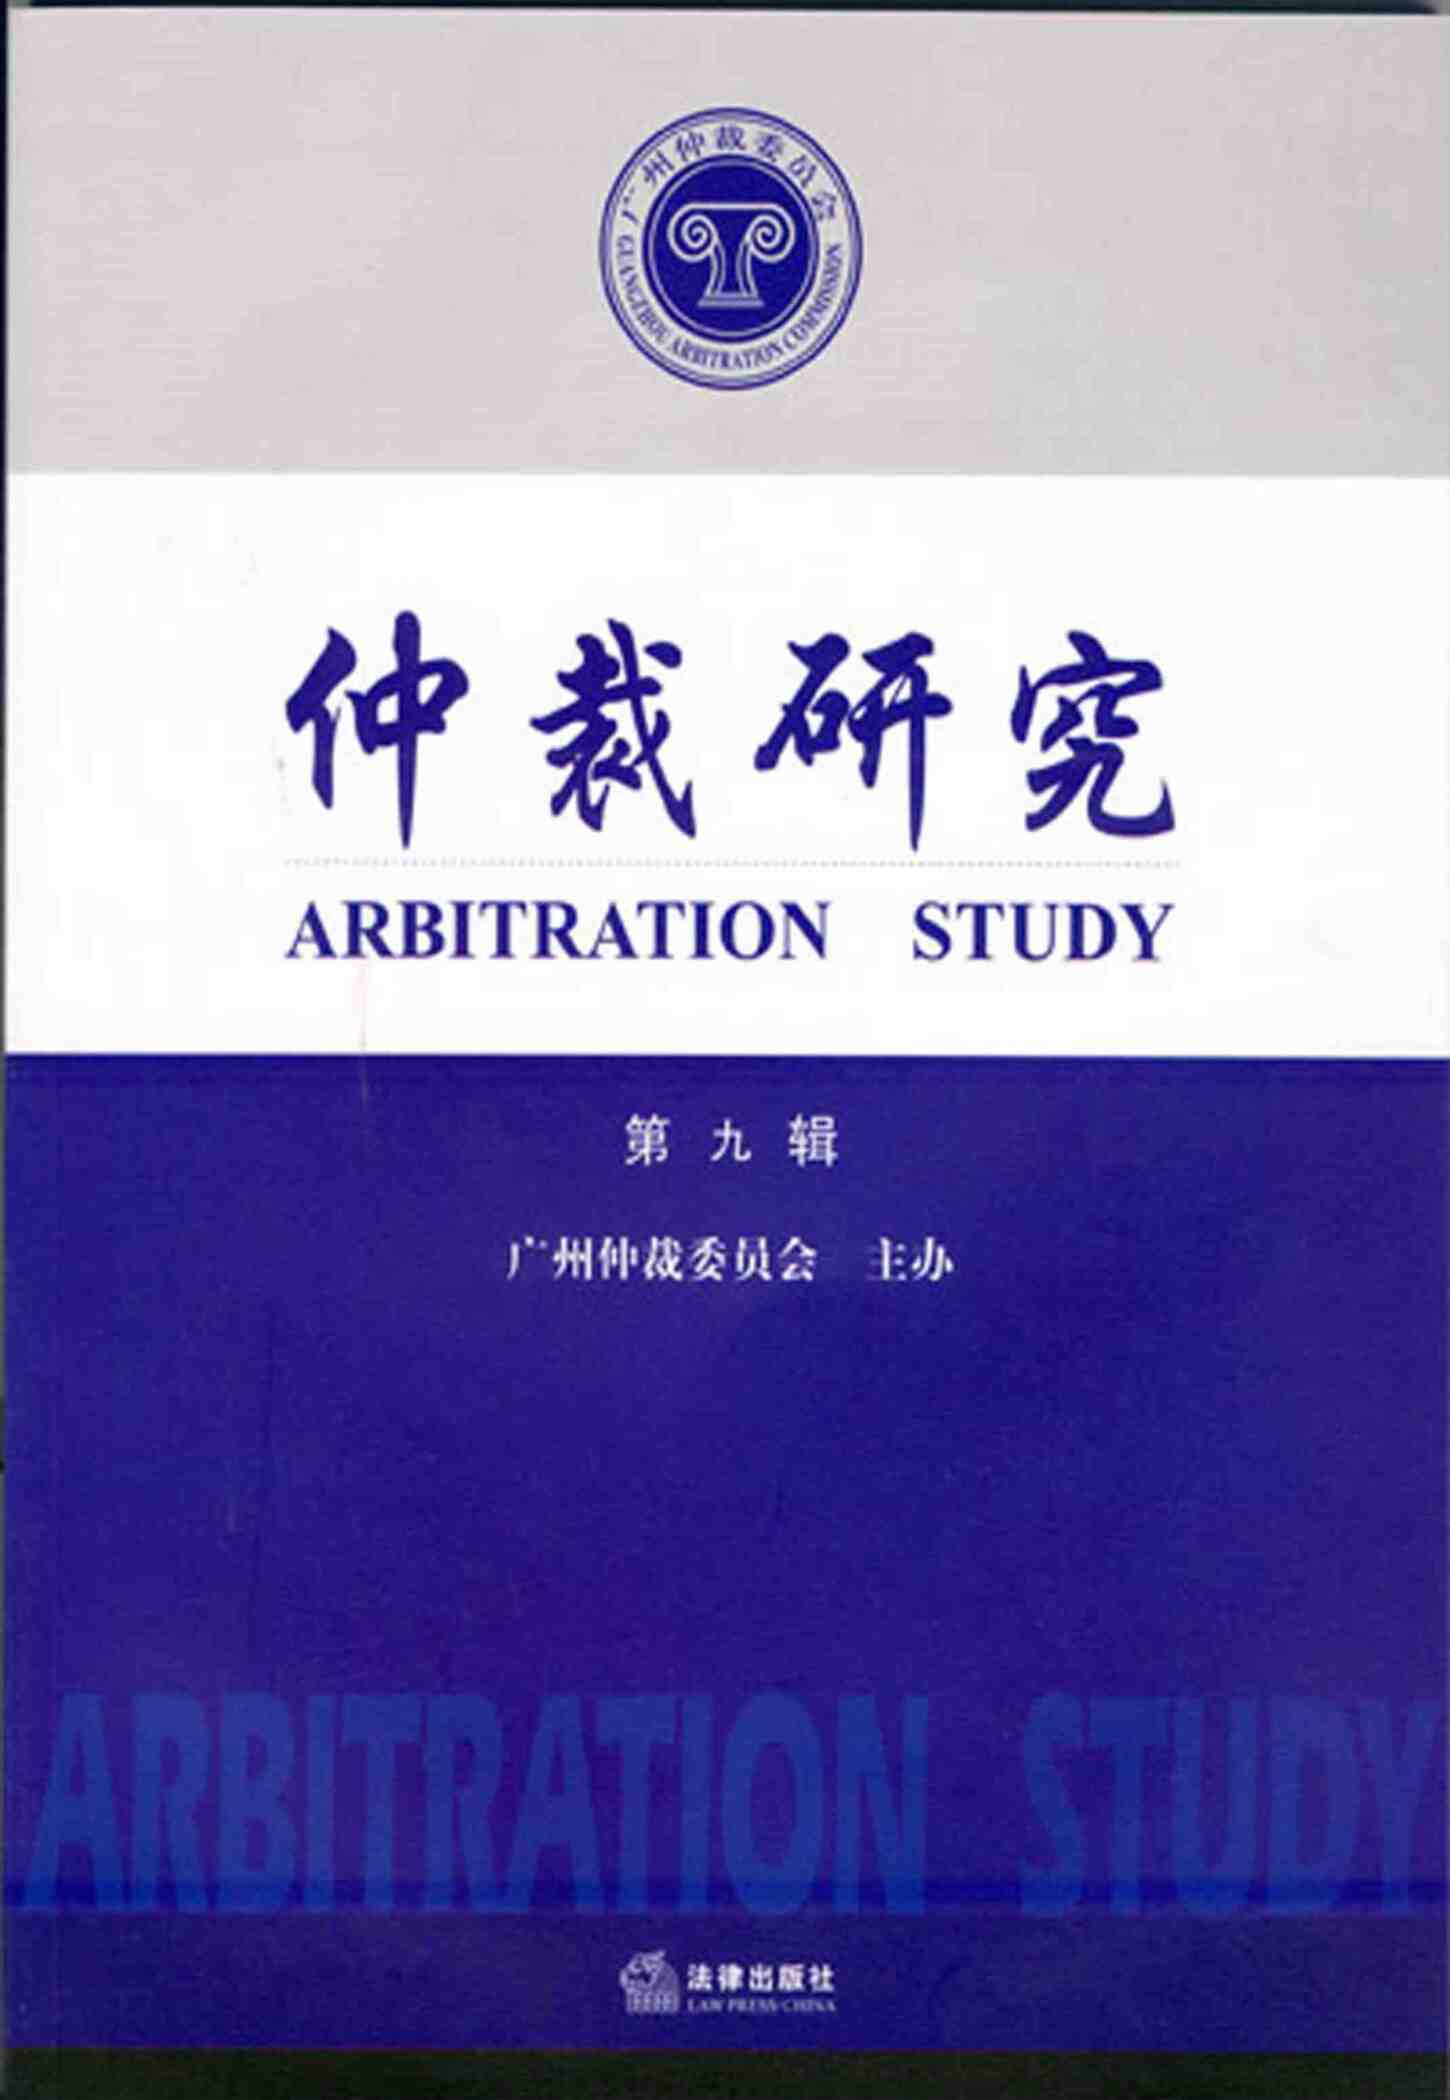 广州仲裁委员会
GUANGZHOU ARBITRATION COMMISSION
仲裁研究
ARBITRATION STUDY
第九辑
广州仲裁委员会 主办
ARBITRATION STUDY
法律出版社
LAW PRESS·CHINA